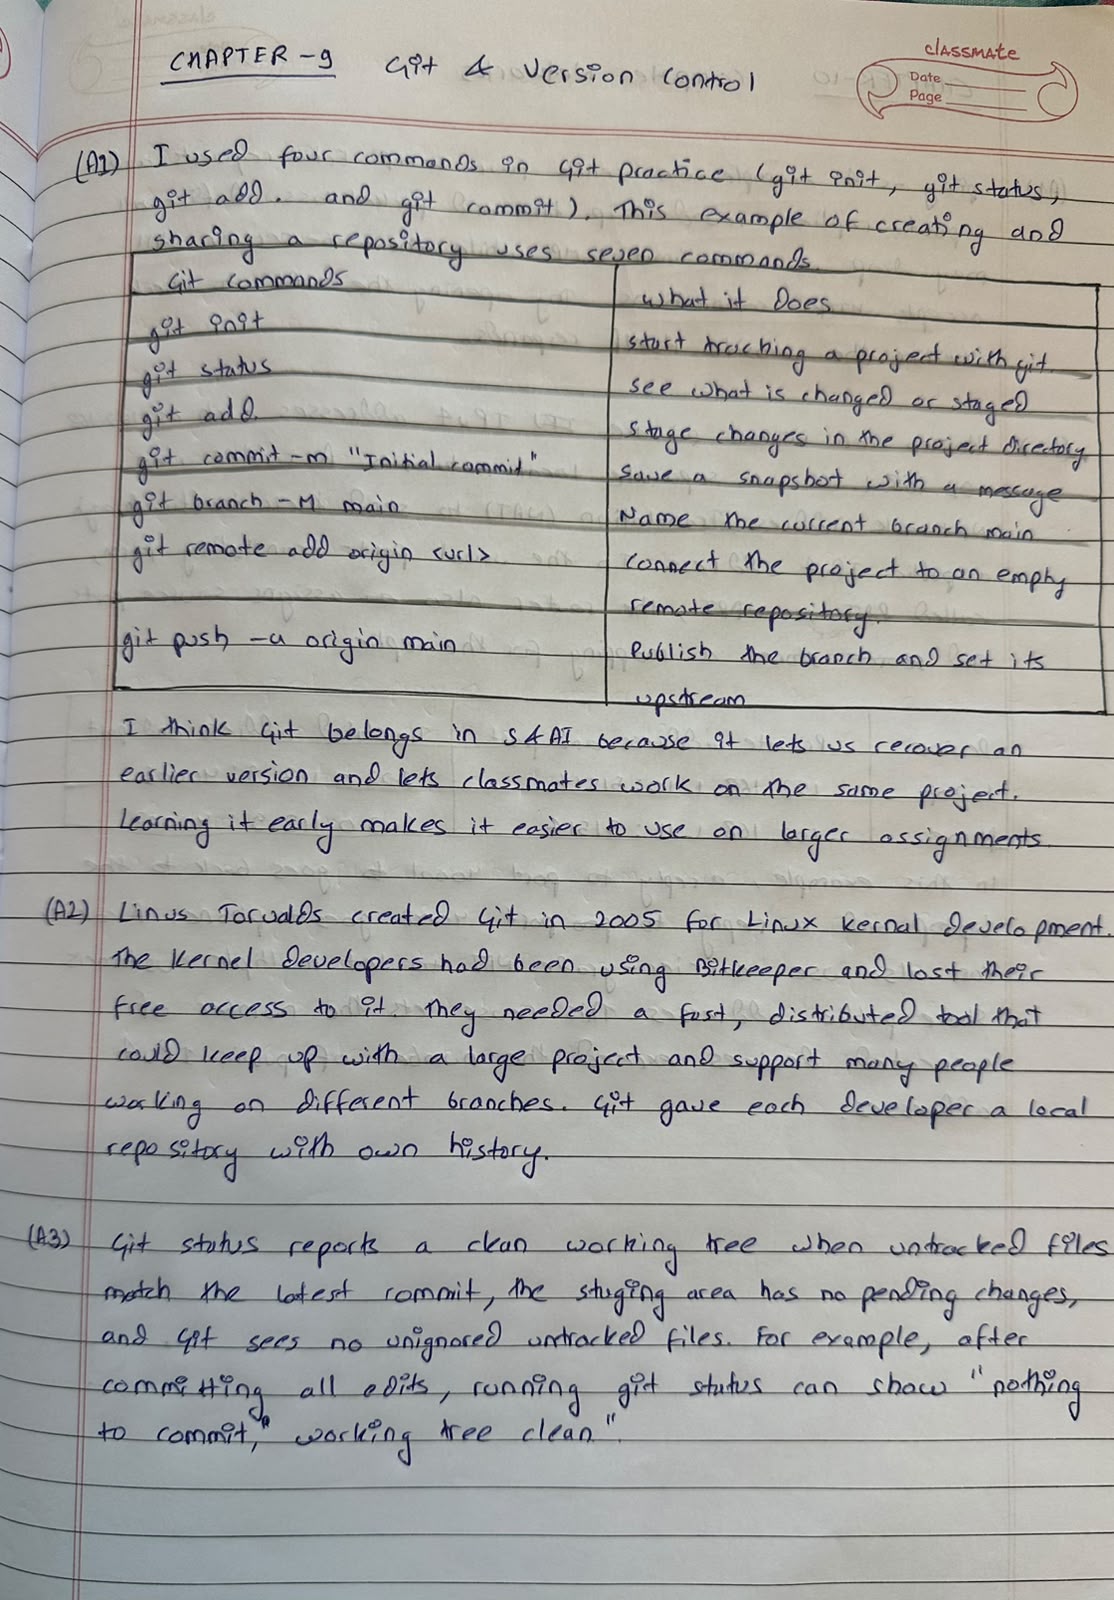 CHAPTER-9 Git & Version Control
classmate
Date
Page
(A1) I used four commands in Git practice (git init, git status,
git add. and git commit). This example of creating and
sharing a repository uses seven commands.
Git commands What it Does
git init start tracking a project with git.
git status see what is changed or staged
git add. stage changes in the project directory
git commit -m "Initial commit" save a snapshot with a message
git branch -M main Name the current branch main
git remote add origin <url> connect the project to an empty
remote repository.
git push -u origin main Publish the branch and set its
upstream
I think Git belongs in S&AI because it lets us recover an
earlier version and lets classmates work on the same project.
Learning it early makes it easier to use on larger assignments.
(A2) Linus Torvalds created Git in 2005 for Linux kernel development.
The kernel developers had been using Bitkeeper and lost their
free access to it. They needed a fast, distributed tool that
could keep up with a large project and support many people
working on different branches. Git gave each developer a local
repository with own history.
(A3) Git status reports a clean working tree when untracked files
match the latest commit, the staging area has no pending changes,
and Git sees no unignored untracked files. For example, after
committing all edits, running git status can show "nothing
to commit," working tree clean".